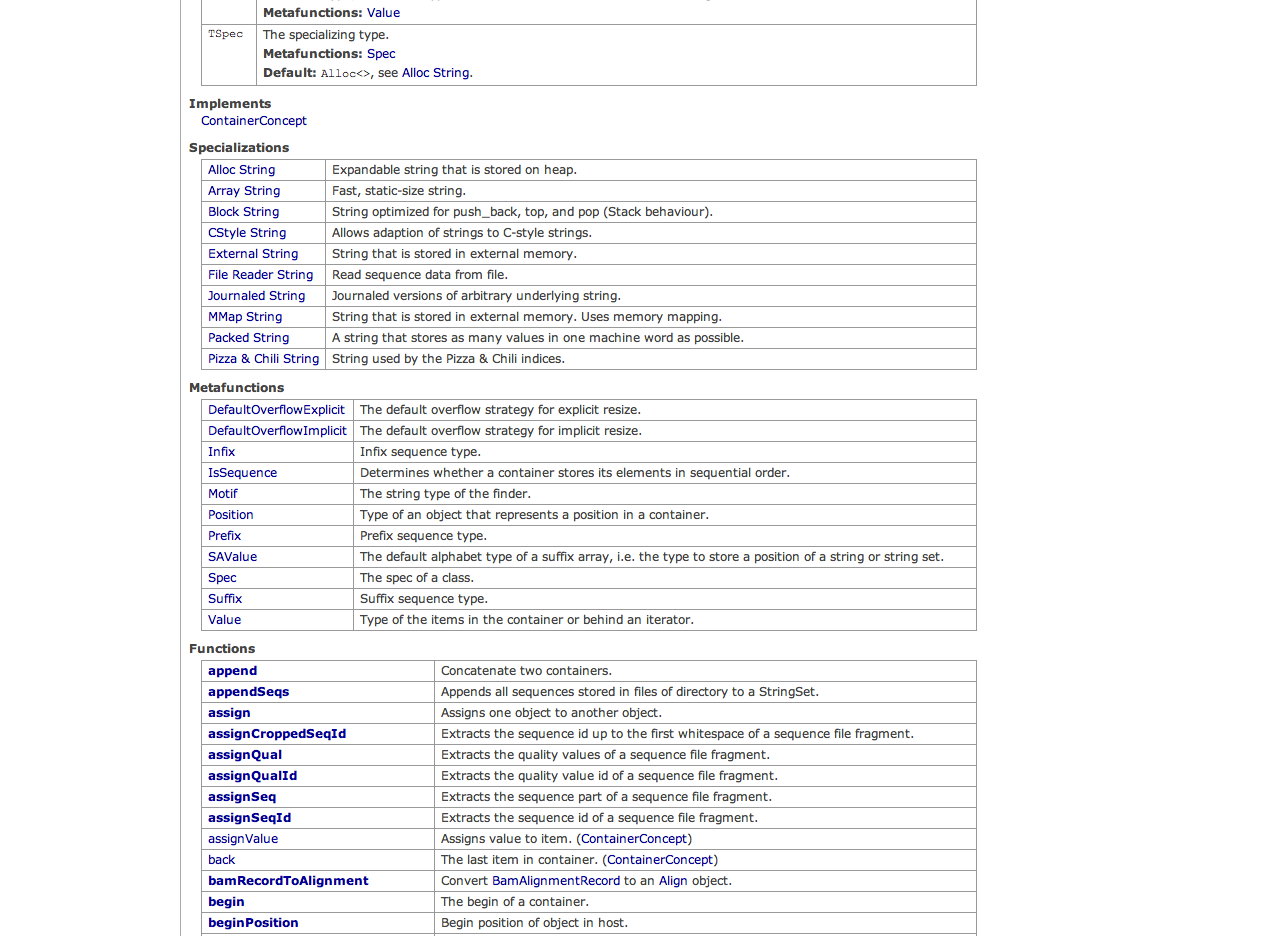 Metafunctions: Value
TSpec The specializing type.
Metafunctions: Spec
Default: Alloc<>, see Alloc String.
Implements
ContainerConcept
Specializations
Alloc String Expandable string that is stored on heap.
Array String Fast, static-size string.
Block String String optimized for push_back, top, and pop (Stack behaviour).
CStyle String Allows adaption of strings to C-style strings.
External String String that is stored in external memory.
File Reader String Read sequence data from file.
Journaled String Journaled versions of arbitrary underlying string.
MMap String String that is stored in external memory. Uses memory mapping.
Packed String A string that stores as many values in one machine word as possible.
Pizza & Chili String String used by the Pizza & Chili indices.
Metafunctions
DefaultOverflowExplicit The default overflow strategy for explicit resize.
DefaultOverflowImplicit The default overflow strategy for implicit resize.
Infix Infix sequence type.
IsSequence Determines whether a container stores its elements in sequential order.
Motif The string type of the finder.
Position Type of an object that represents a position in a container.
Prefix Prefix sequence type.
SAValue The default alphabet type of a suffix array, i.e. the type to store a position of a string or string set.
Spec The spec of a class.
Suffix Suffix sequence type.
Value Type of the items in the container or behind an iterator.
Functions
append Concatenate two containers.
appendSeqs Appends all sequences stored in files of directory to a StringSet.
assign Assigns one object to another object.
assignCroppedSeqId Extracts the sequence id up to the first whitespace of a sequence file fragment.
assignQual Extracts the quality values of a sequence file fragment.
assignQualId Extracts the quality value id of a sequence file fragment.
assignSeq Extracts the sequence part of a sequence file fragment.
assignSeqId Extracts the sequence id of a sequence file fragment.
assignValue Assigns value to item. (ContainerConcept)
back The last item in container. (ContainerConcept)
bamRecordToAlignment Convert BamAlignmentRecord to an Align object.
begin The begin of a container.
beginPosition Begin position of object in host.